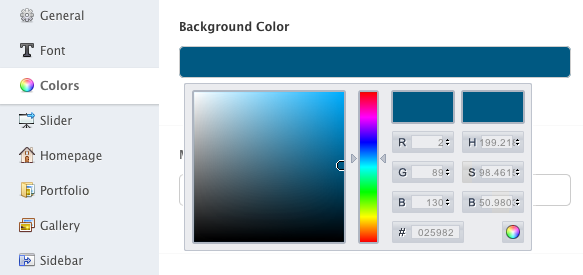 General
Font
Colors
Slider
Homepage
Portfolio
Gallery
Sidebar
Background Color
R 2
H 199.21
G 89
S 98.461
B 130
B 50.980
# 025982